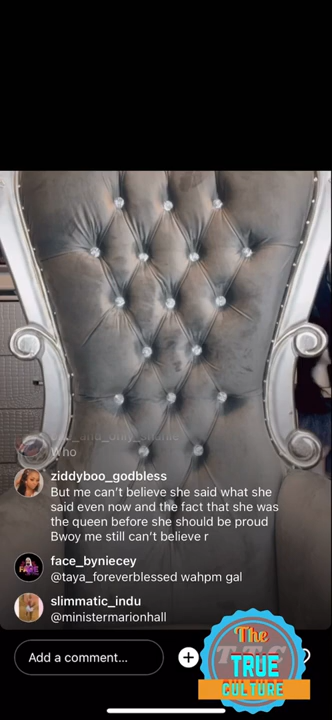 Who
ziddyboo_godbless
But me can't believe she said what she
said even now and the fact that she was
the queen before she should be proud
Bwoy me still can't believe r
face_byniecey
@taya_foreverblessed wahpm gal
slimmatic_indu
@ministermarionhall
Add a comment...
The
T.T.C
TRUE
CULTURE